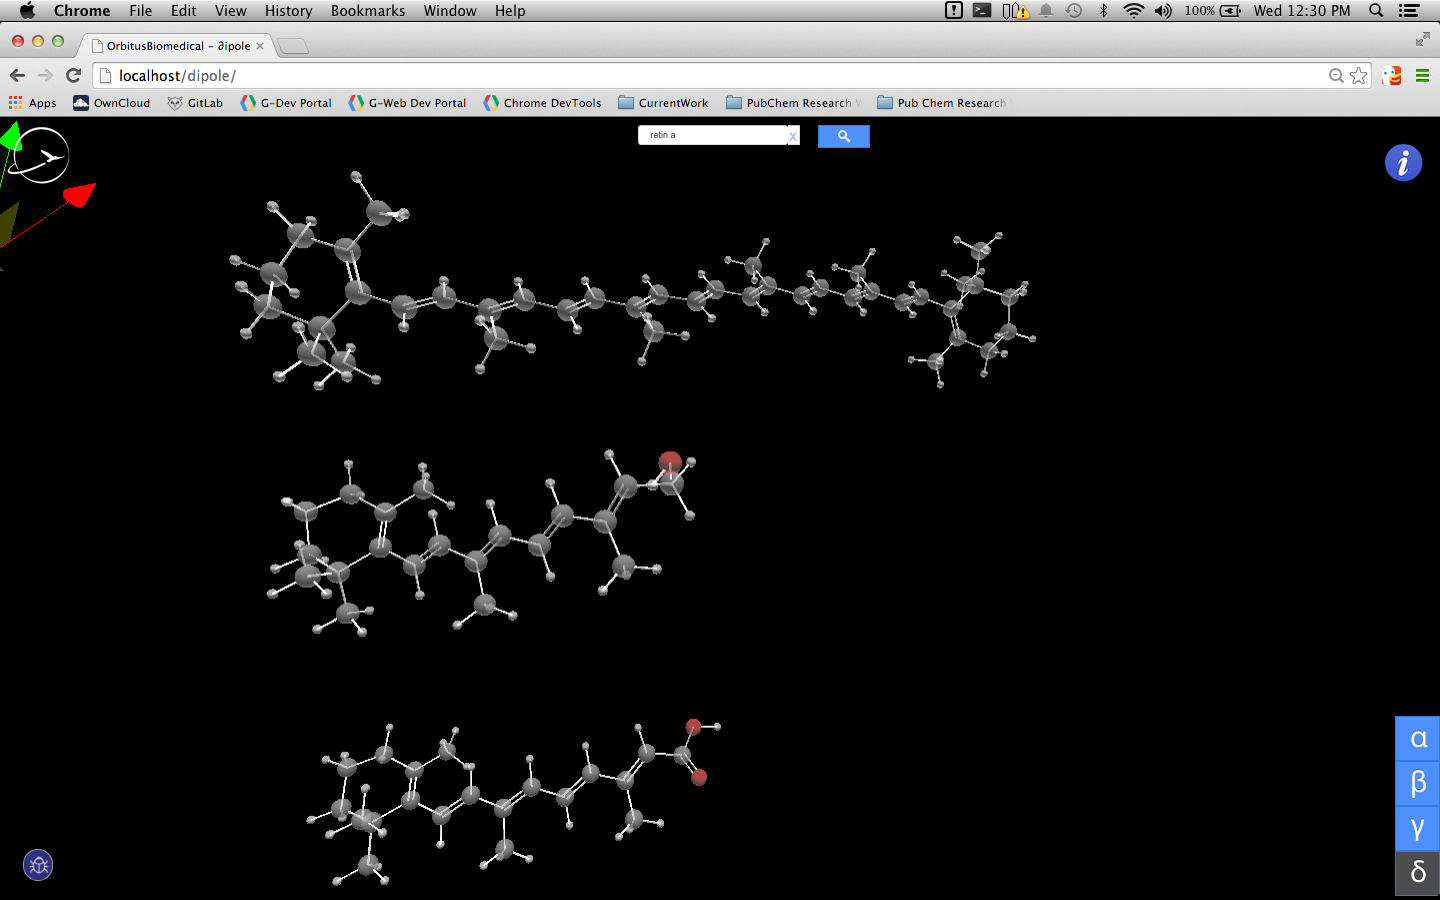 Chrome File Edit View History Bookmarks Window Help 100% Wed 12:30 PM
OrbitusBiomedical – ∂ipole
localhost/dipole/
Apps OwnCloud GitLab G-Dev Portal G-Web Dev Portal Chrome DevTools CurrentWork PubChem Research Pub Chem Research
retin a x
i
α
β
γ
δ